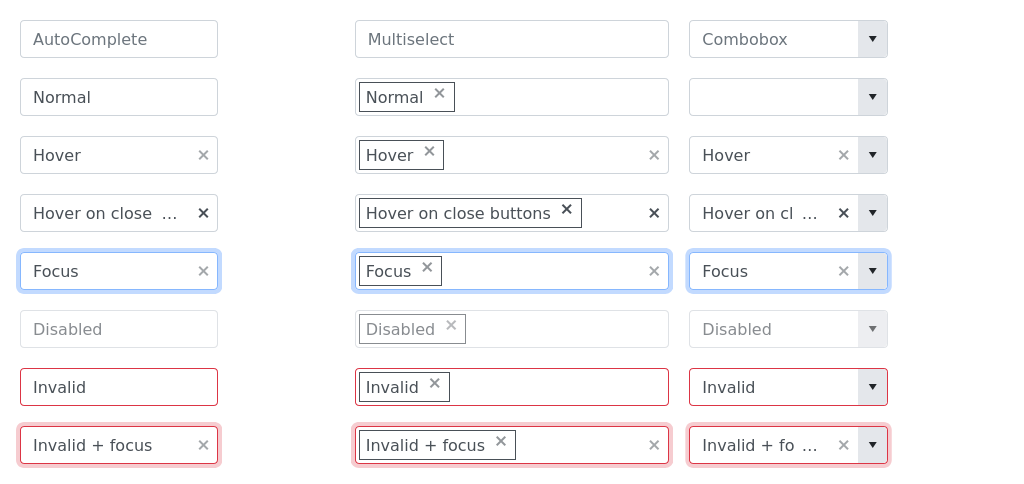 AutoComplete Multiselect Combobox
Normal Normal
Hover Hover Hover
Hover on close ... Hover on close buttons Hover on cl ...
Focus Focus Focus
Disabled Disabled Disabled
Invalid Invalid Invalid
Invalid + focus Invalid + focus Invalid + fo ...